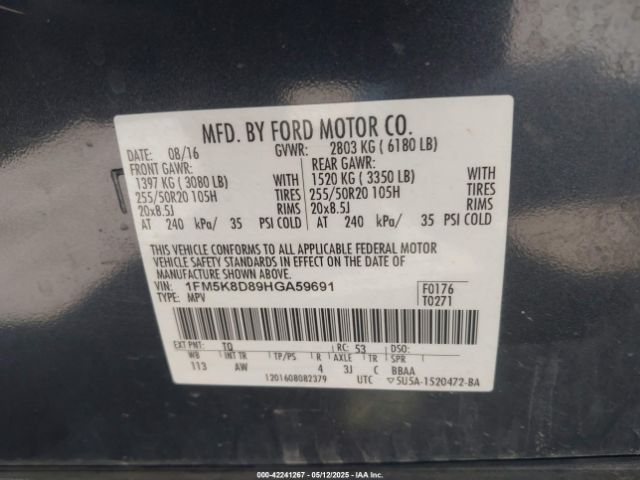 MFD. BY FORD MOTOR CO.
DATE: 08/16 GVWR: 2803 KG ( 6180 LB)
FRONT GAWR: REAR GAWR:
1397 KG ( 3080 LB) WITH 1520 KG ( 3350 LB) WITH
255/50R20 105H TIRES 255/50R20 105H TIRES
20x8.5J RIMS 20x8.5J RIMS
AT 240 kPa/ 35 PSI COLD AT 240 kPa/ 35 PSI COLD
THIS VEHICLE CONFORMS TO ALL APPLICABLE FEDERAL MOTOR
VEHICLE SAFETY STANDARDS IN EFFECT ON THE DATE OF
MANUFACTURE SHOWN ABOVE.
VIN: 1FM5K8D89HGA59691 F0176
TYPE: MPV T0271
EXT PNT: TQ RC: 53 DSO:
WB INT TR TP/PS R AXLE TR SPR
113 AW 4 3J C BBAA
1201608082379 UTC ▽5U5A-1520472-BA
000-42241267 - 05/12/2025 - IAA Inc.